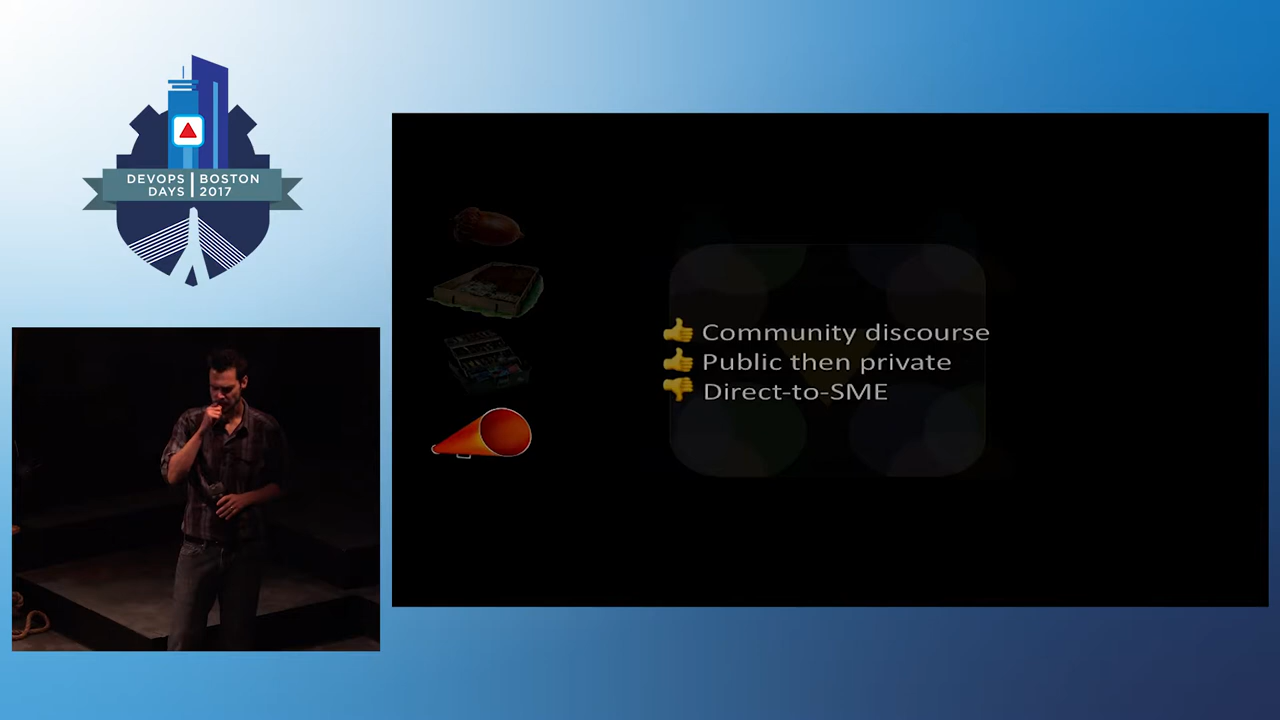 DEVOPS DAYS
BOSTON 2017
👍 Community discourse
👍 Public then private
👎 Direct-to-SME